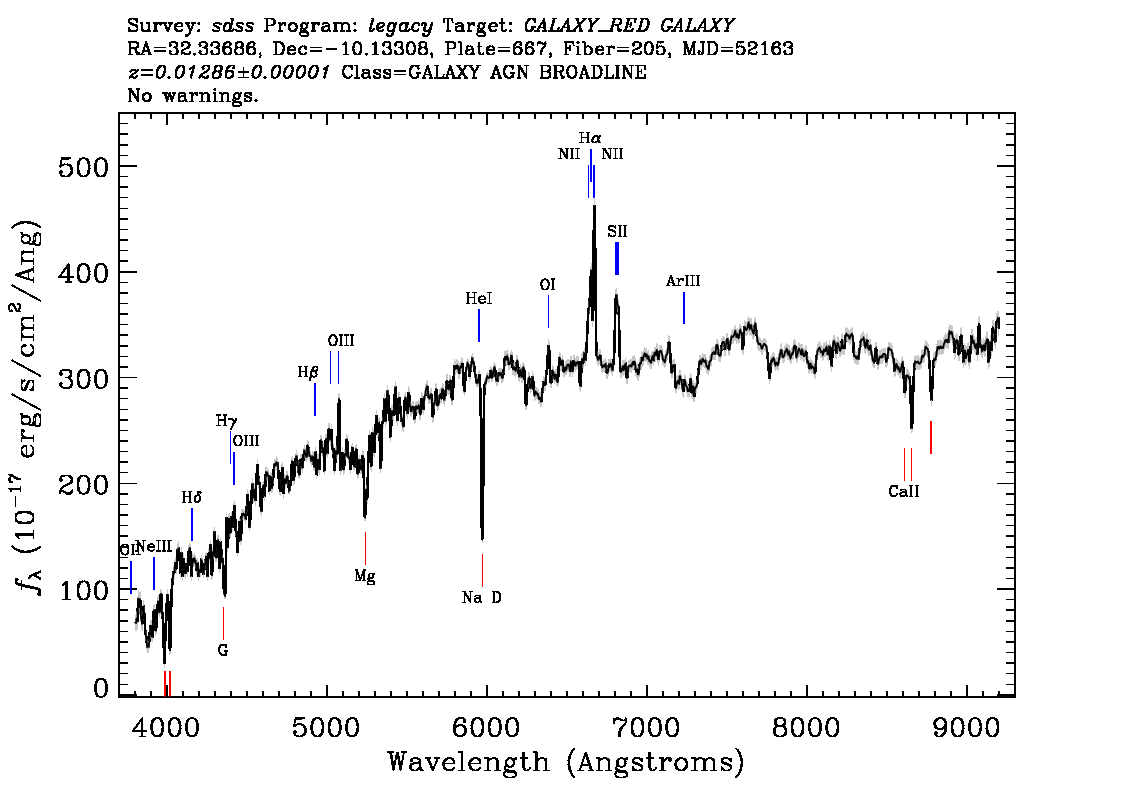 Survey: sdss Program: legacy Target: GALAXY_RED GALAXY
RA=32.33686, Dec=−10.13308, Plate=667, Fiber=205, MJD=52163
z=0.01286±0.00001 Class=GALAXY AGN BROADLINE
No warnings.
Hα
NII NII
SII
ArIII
OI
HeI
OIII
Hβ
Hγ
OIII
Hδ
OII NeIII
G
Mg
Na D
CaII
500
400
300
200
100
0
4000 5000 6000 7000 8000 9000
Wavelength (Angstroms)
fλ (10⁻¹⁷ erg/s/cm²/Ang)